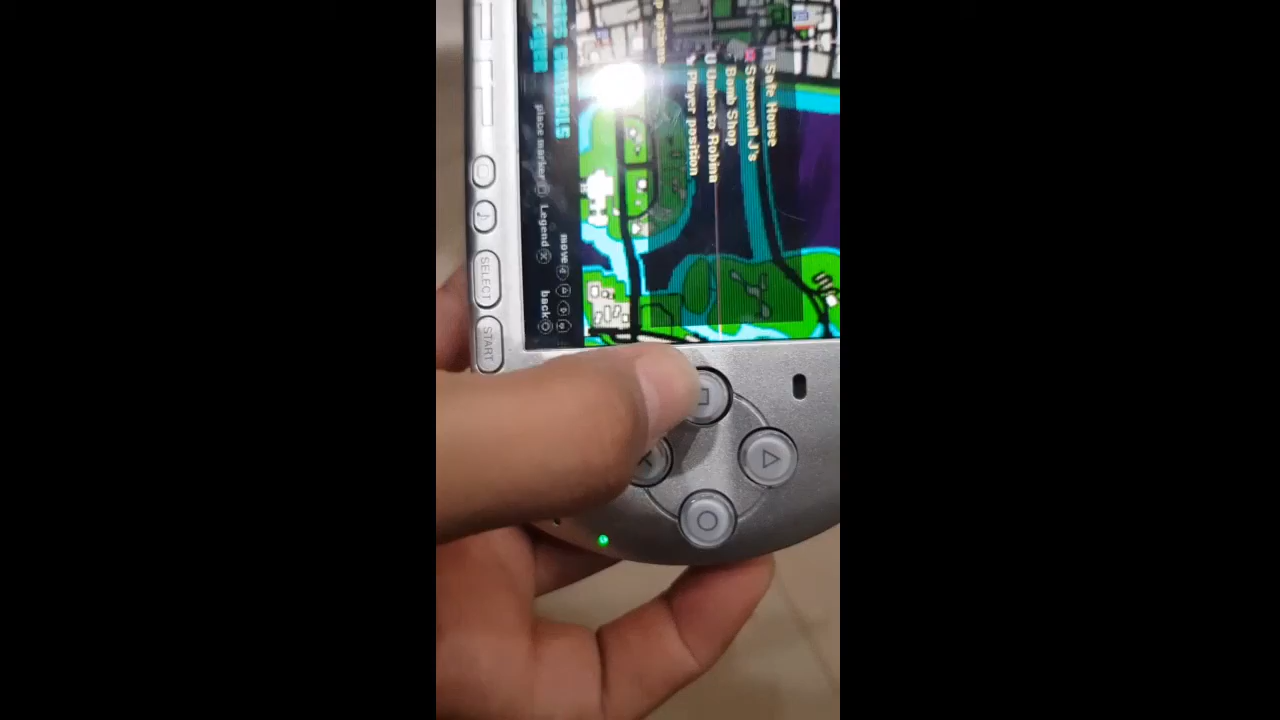 Safe House
Stonewall J's
Bomb Shop
Umberto Robina
Player position
move
place marker
Legend
back
SELECT
START